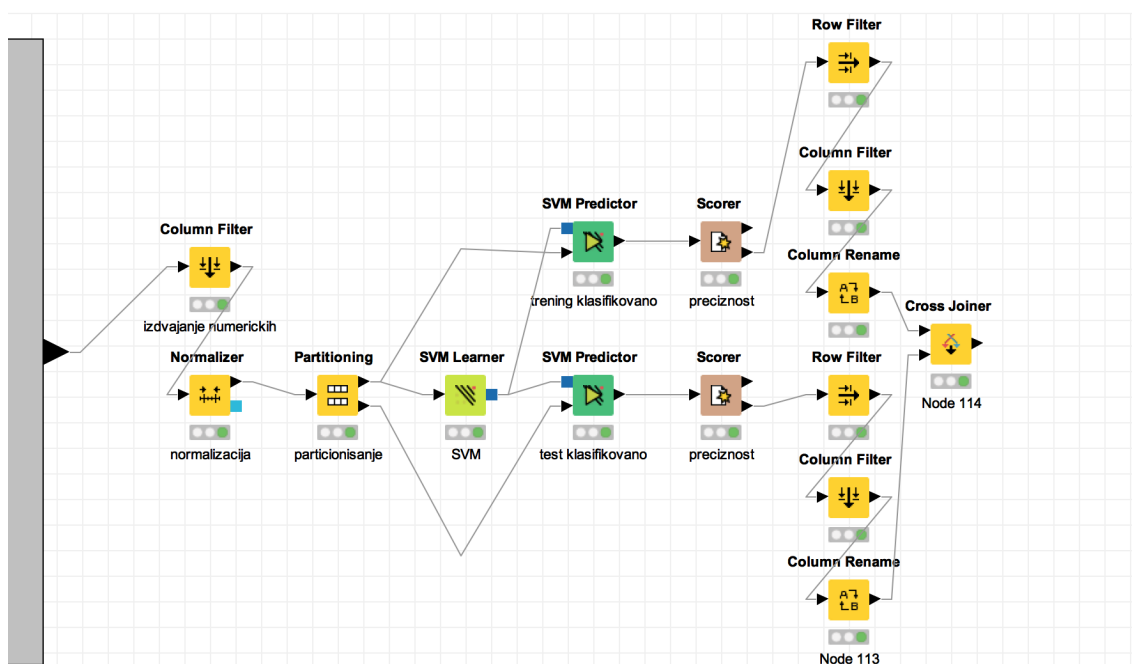 Row Filter
Column Filter
SVM Predictor
Scorer
Column Filter
Column Rename
trening klasifikovano
preciznost
Cross Joiner
izdvajanje numerickih
Normalizer
Partitioning
SVM Learner
SVM Predictor
Scorer
Row Filter
Node 114
normalizacija
particionisanje
SVM
test klasifikovano
preciznost
Column Filter
Column Rename
Node 113